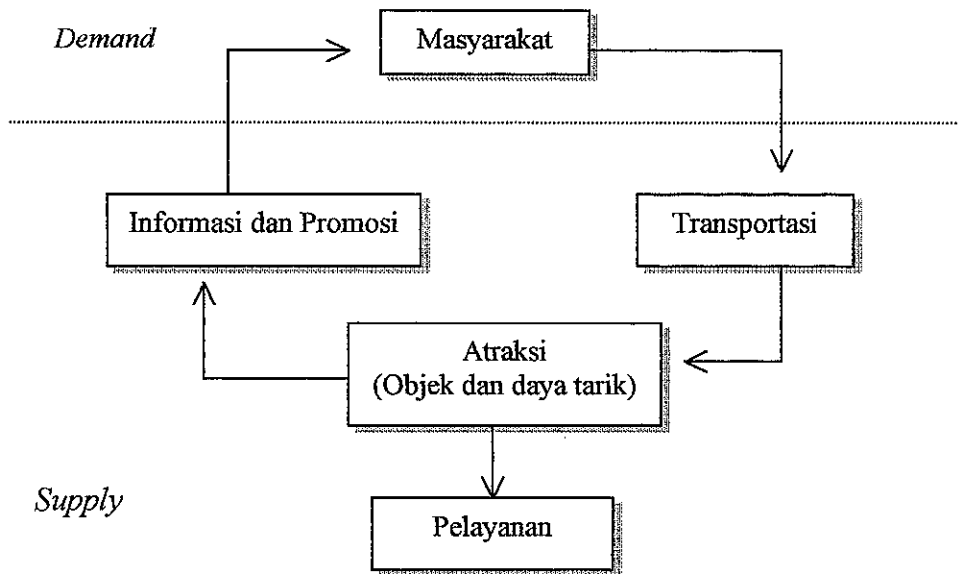 Demand
Masyarakat
Informasi dan Promosi
Transportasi
Atraksi
(Objek dan daya tarik)
Supply
Pelayanan